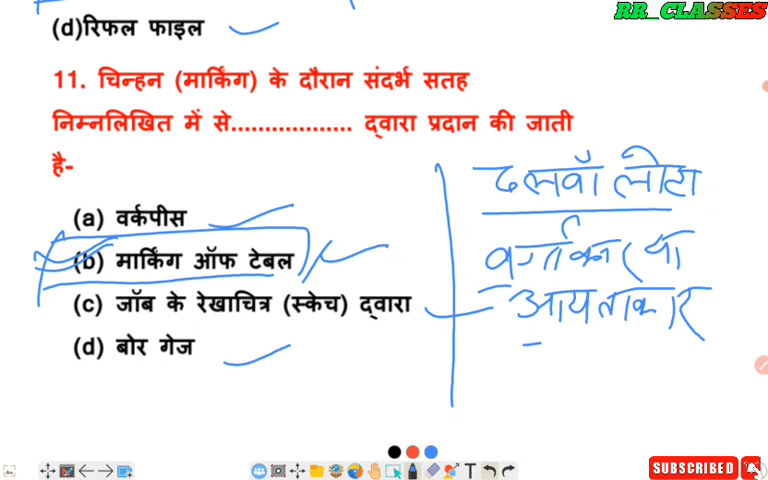 RR_CLASSES
(d)रिफल फाइल
11. चिन्हन (मार्किंग) के दौरान संदर्भ सतह
निम्नलिखित में से................... द्वारा प्रदान की जाती
है-
(a) वर्कपीस
(b) मार्किंग ऑफ टेबल
(c) जॉब के रेखाचित्र (स्केच) द्वारा
(d) बोर गेज
ढलवाँ लोहा
वर्गाकार या
आयताकार
T
SUBSCRIBED